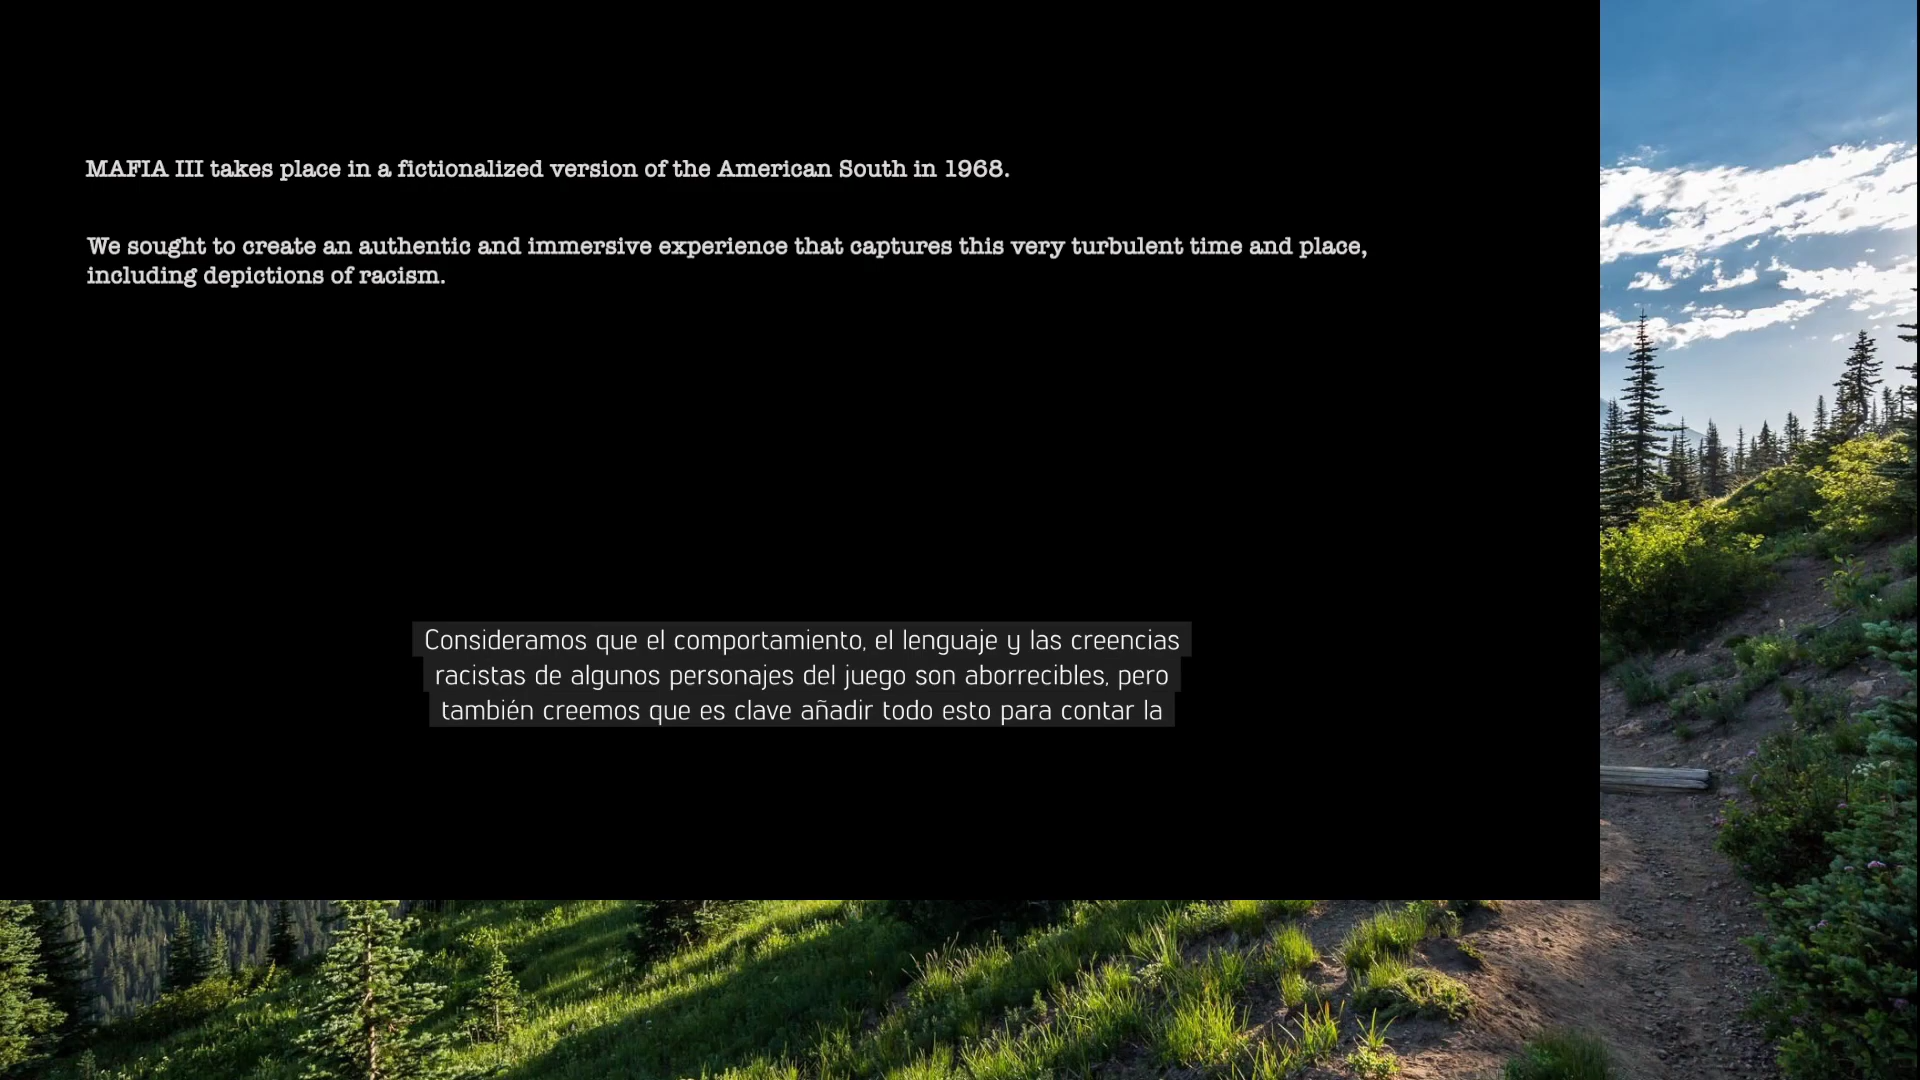 MAFIA III takes place in a fictionalized version of the American South in 1968.
We sought to create an authentic and immersive experience that captures this very turbulent time and place,
including depictions of racism.
Consideramos que el comportamiento, el lenguaje y las creencias
racistas de algunos personajes del juego son aborrecibles, pero
también creemos que es clave añadir todo esto para contar la